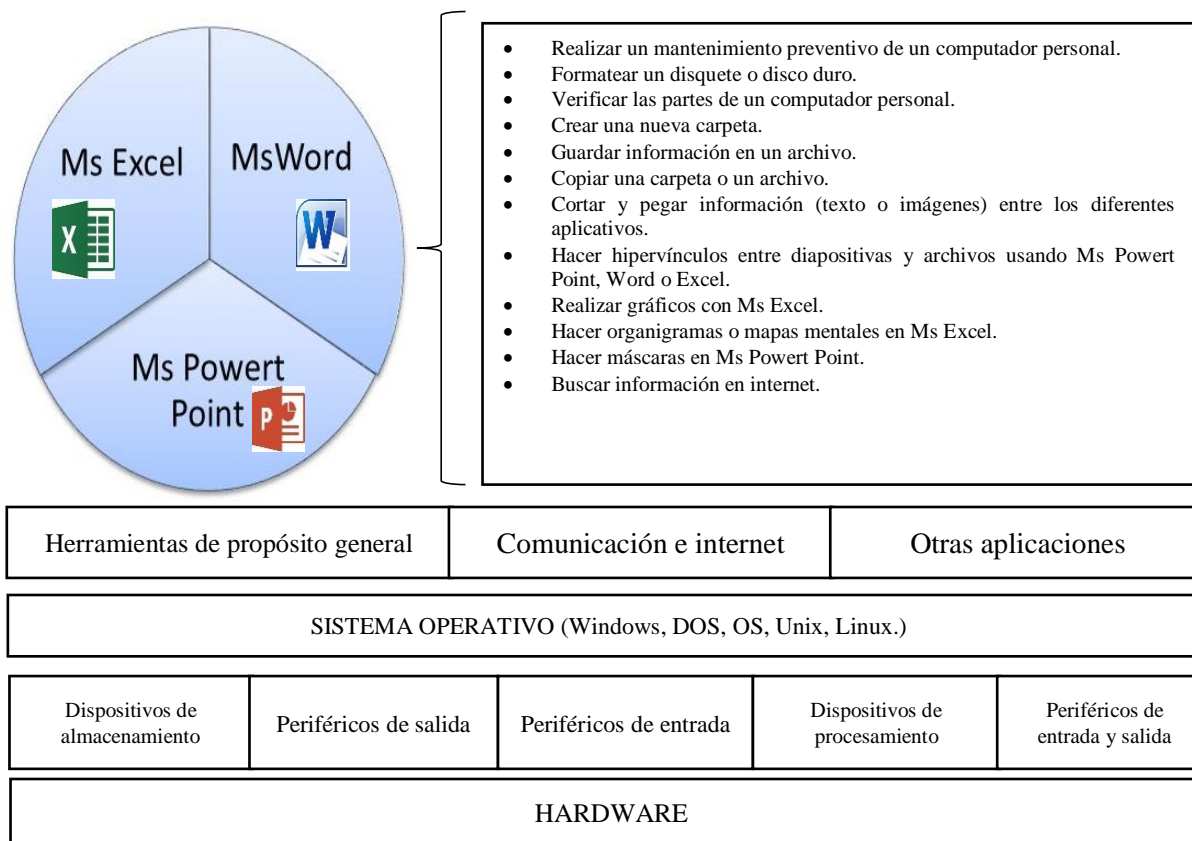 Ms Excel
MsWord
Ms Powert
Point
• Realizar un mantenimiento preventivo de un computador personal.
• Formatear un disquete o disco duro.
• Verificar las partes de un computador personal.
• Crear una nueva carpeta.
• Guardar información en un archivo.
• Copiar una carpeta o un archivo.
• Cortar y pegar información (texto o imágenes) entre los diferentes
aplicativos.
• Hacer hipervínculos entre diapositivas y archivos usando Ms Powert
Point, Word o Excel.
• Realizar gráficos con Ms Excel.
• Hacer organigramas o mapas mentales en Ms Excel.
• Hacer máscaras en Ms Powert Point.
• Buscar información en internet.
Herramientas de propósito general
Comunicación e internet
Otras aplicaciones
SISTEMA OPERATIVO (Windows, DOS, OS, Unix, Linux.)
Dispositivos de
almacenamiento
Periféricos de salida
Periféricos de entrada
Dispositivos de
procesamiento
Periféricos de
entrada y salida
HARDWARE